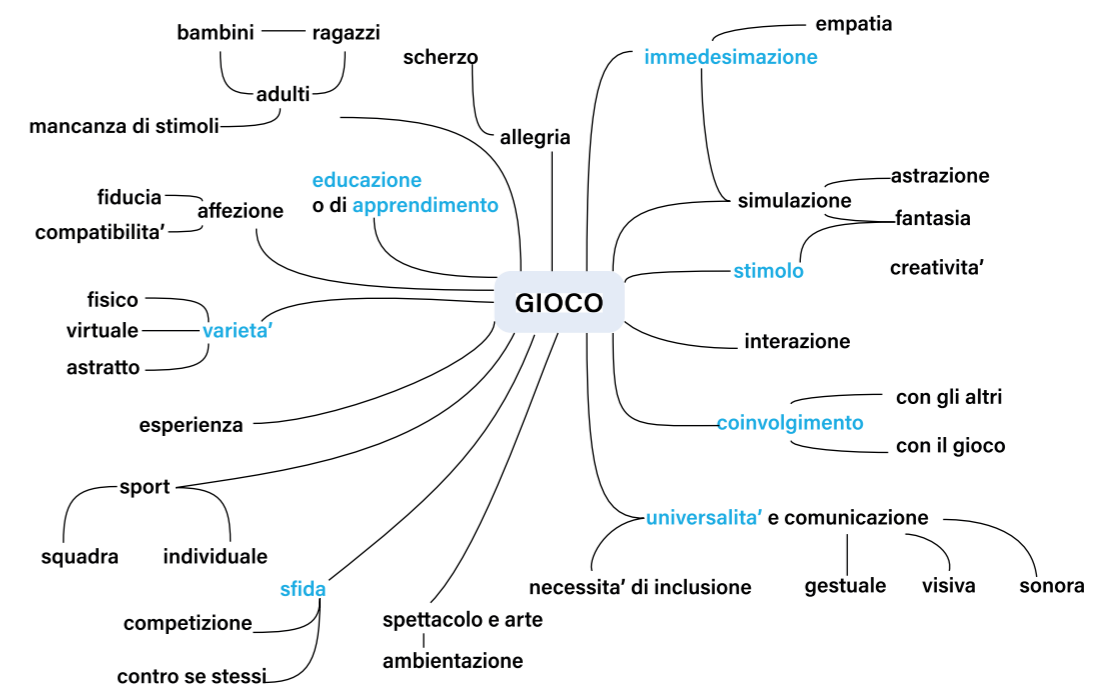 bambini
ragazzi
adulti
mancanza di stimoli
scherzo
allegria
educazione
o di apprendimento
fiducia
affezione
compatibilita’
fisico
virtuale
varieta’
astratto
esperienza
sport
squadra
individuale
sfida
competizione
contro se stessi
spettacolo e arte
ambientazione
GIOCO
empatia
immedesimazione
astrazione
simulazione
fantasia
stimolo
creativita’
interazione
con gli altri
coinvolgimento
con il gioco
universalita’ e comunicazione
necessita’ di inclusione
gestuale
visiva
sonora